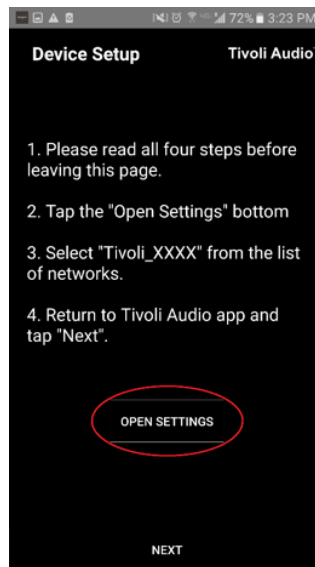 72% 3:23 PM
Device Setup Tivoli Audio
1. Please read all four steps before
leaving this page.
2. Tap the "Open Settings" bottom
3. Select "Tivoli_XXXX" from the list
of networks.
4. Return to Tivoli Audio app and
tap "Next".
OPEN SETTINGS
NEXT